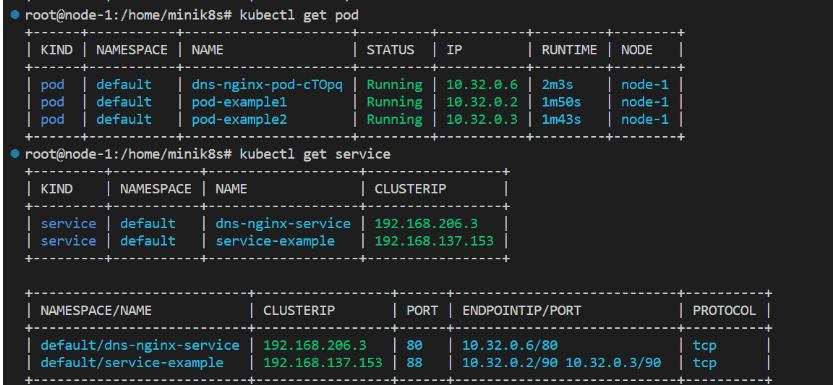 root@node-1:/home/minik8s# kubectl get pod
| KIND | NAMESPACE | NAME | STATUS | IP | RUNTIME | NODE |
| pod | default | dns-nginx-pod-cTOpq | Running | 10.32.0.6 | 2m3s | node-1 |
| pod | default | pod-example1 | Running | 10.32.0.2 | 1m50s | node-1 |
| pod | default | pod-example2 | Running | 10.32.0.3 | 1m43s | node-1 |
root@node-1:/home/minik8s# kubectl get service
| KIND | NAMESPACE | NAME | CLUSTERIP |
| service | default | dns-nginx-service | 192.168.206.3 |
| service | default | service-example | 192.168.137.153 |
| NAMESPACE/NAME | CLUSTERIP | PORT | ENDPOINTIP/PORT | PROTOCOL |
| default/dns-nginx-service | 192.168.206.3 | 80 | 10.32.0.6/80 | tcp |
| default/service-example | 192.168.137.153 | 88 | 10.32.0.2/90 10.32.0.3/90 | tcp |